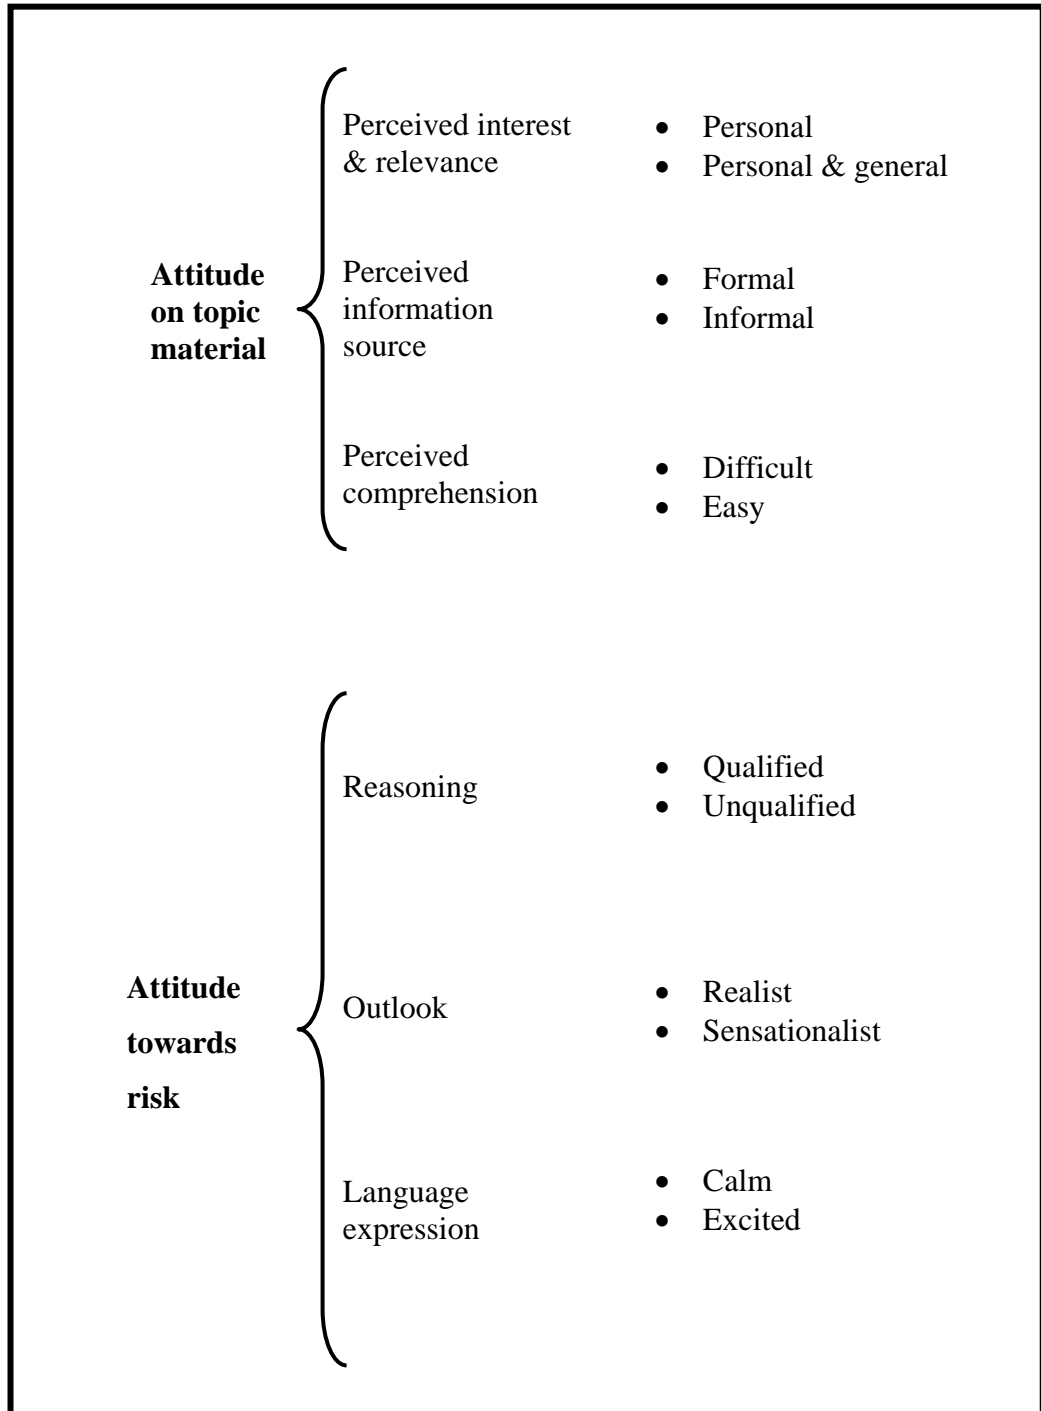 Attitude
on topic
material
Perceived interest
& relevance
• Personal
• Personal & general
Perceived
information
source
• Formal
• Informal
Perceived
comprehension
• Difficult
• Easy
Attitude
towards
risk
Reasoning
• Qualified
• Unqualified
Outlook
• Realist
• Sensationalist
Language
expression
• Calm
• Excited